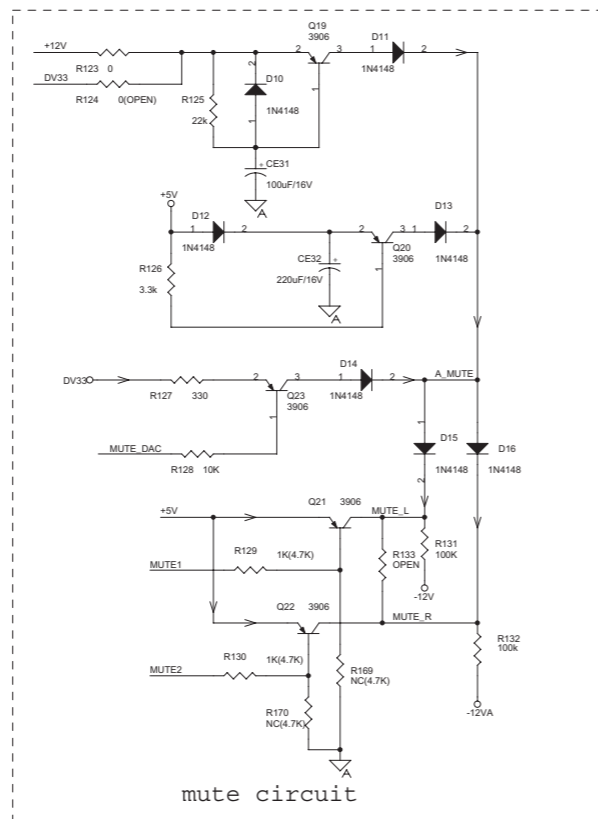 Q19
3906
D11
+12V
2
3
1
2
R123 0
1N4148
DV33
R124 0(OPEN)
R125
22k
2
D10
1N4148
1
1
+
CE31
100uF/16V
A
+5V
D12
1
2
1N4148
2
3
Q20
3906
1
D13
1
2
1N4148
R126
3.3k
CE32
+
220uF/16V
A
DV33
R127 330
2
3
Q23
3906
1
D14
1
2
1N4148
A_MUTE
MUTE_DAC
R128 10K
1
D15
1N4148
2
D16
1N4148
+5V
Q21 3906
MUTE_L
R129
1K(4.7K)
MUTE1
R133
OPEN
R131
100K
-12V
Q22 3906
MUTE_R
R130
1K(4.7K)
MUTE2
R132
100k
R169
NC(4.7K)
R170
NC(4.7K)
-12VA
A
mute circuit